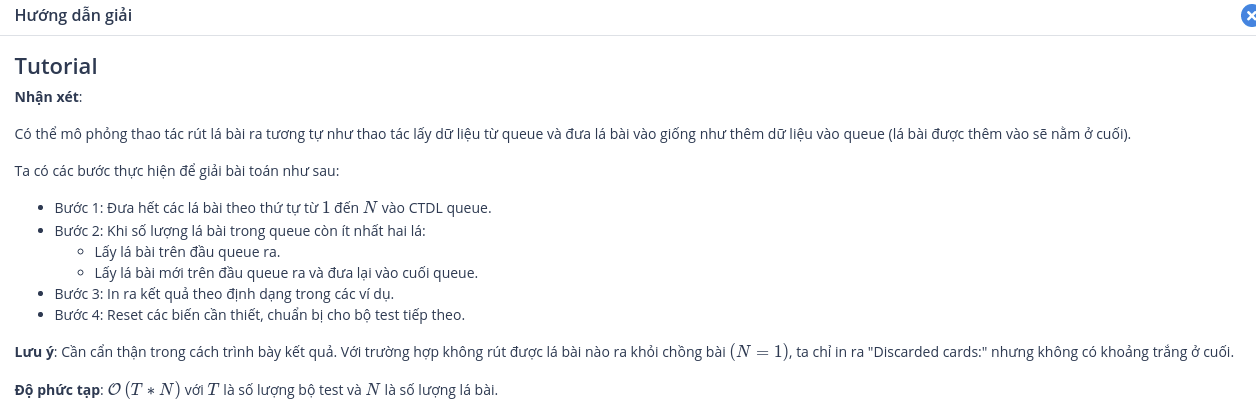 Hướng dẫn giải
Tutorial
Nhận xét:
Có thể mô phỏng thao tác rút lá bài ra tương tự như thao tác lấy dữ liệu từ queue và đưa lá bài vào giống như thêm dữ liệu vào queue (lá bài được thêm vào sẽ nằm ở cuối).
Ta có các bước thực hiện để giải bài toán như sau:
• Bước 1: Đưa hết các lá bài theo thứ tự từ 1 đến N vào CTDL queue.
• Bước 2: Khi số lượng lá bài trong queue còn ít nhất hai lá:
◦ Lấy lá bài trên đầu queue ra.
◦ Lấy lá bài mới trên đầu queue ra và đưa lại vào cuối queue.
• Bước 3: In ra kết quả theo định dạng trong các ví dụ.
• Bước 4: Reset các biến cần thiết, chuẩn bị cho bộ test tiếp theo.
Lưu ý: Cần cẩn thận trong cách trình bày kết quả. Với trường hợp không rút được lá bài nào ra khỏi chồng bài (N = 1), ta chỉ in ra "Discarded cards:" nhưng không có khoảng trắng ở cuối.
Độ phức tạp: O (T * N) với T là số lượng bộ test và N là số lượng lá bài.